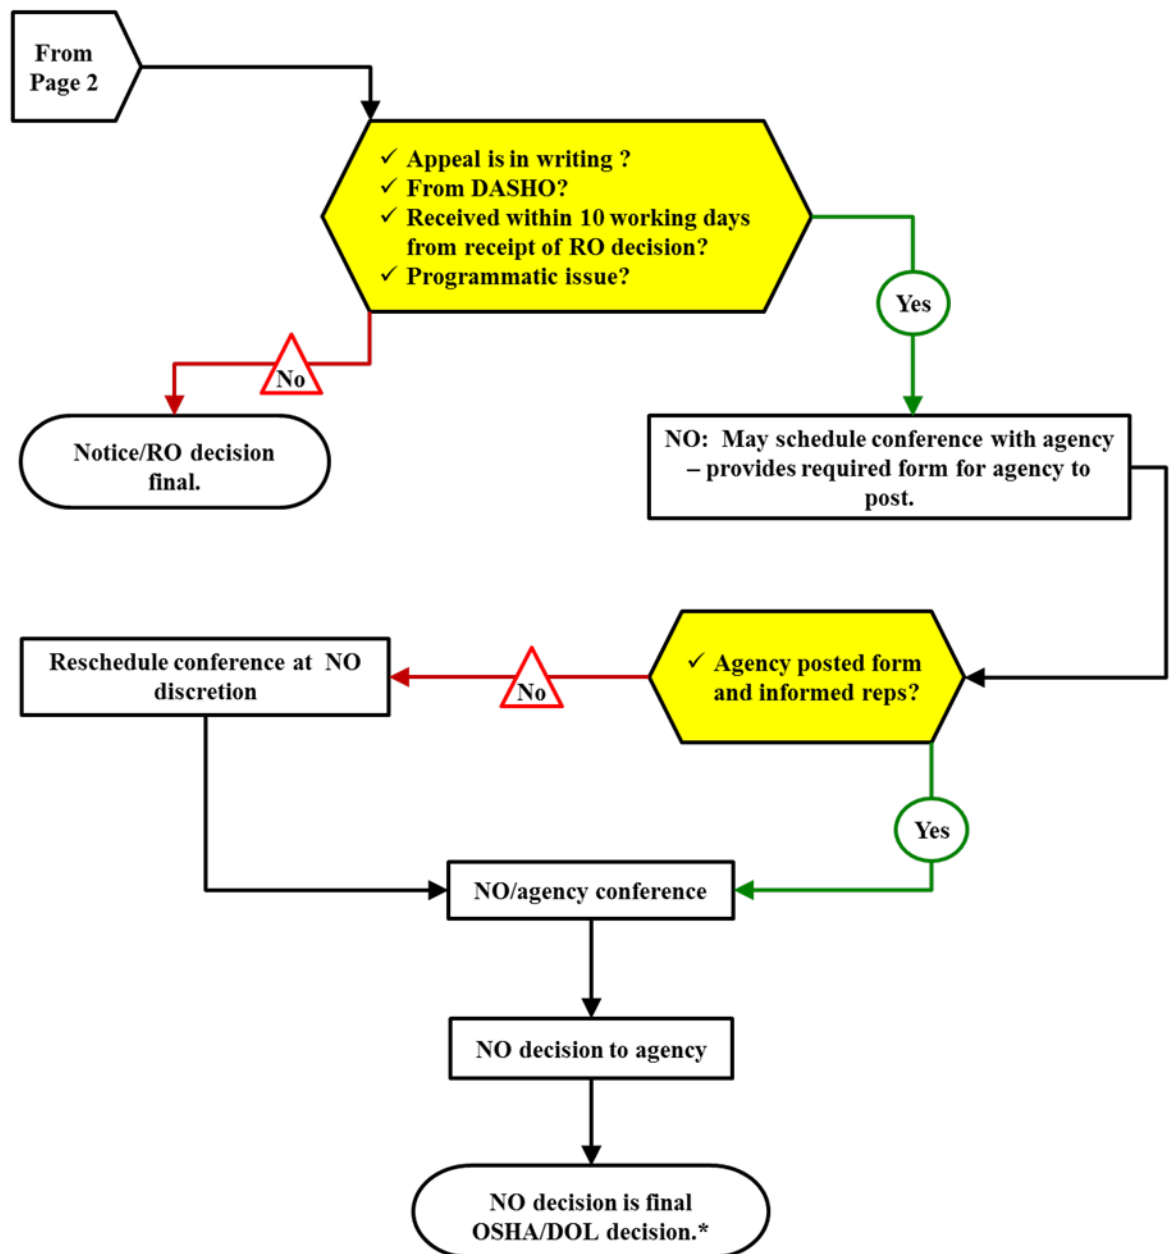 From
Page 2
✓ Appeal is in writing ?
✓ From DASHO?
✓ Received within 10 working days
from receipt of RO decision?
✓ Programmatic issue?
Yes
No
Notice/RO decision
final.
NO: May schedule conference with agency
– provides required form for agency to
post.
Reschedule conference at NO
discretion
No
✓ Agency posted form
and informed reps?
Yes
NO/agency conference
NO decision to agency
NO decision is final
OSHA/DOL decision.*